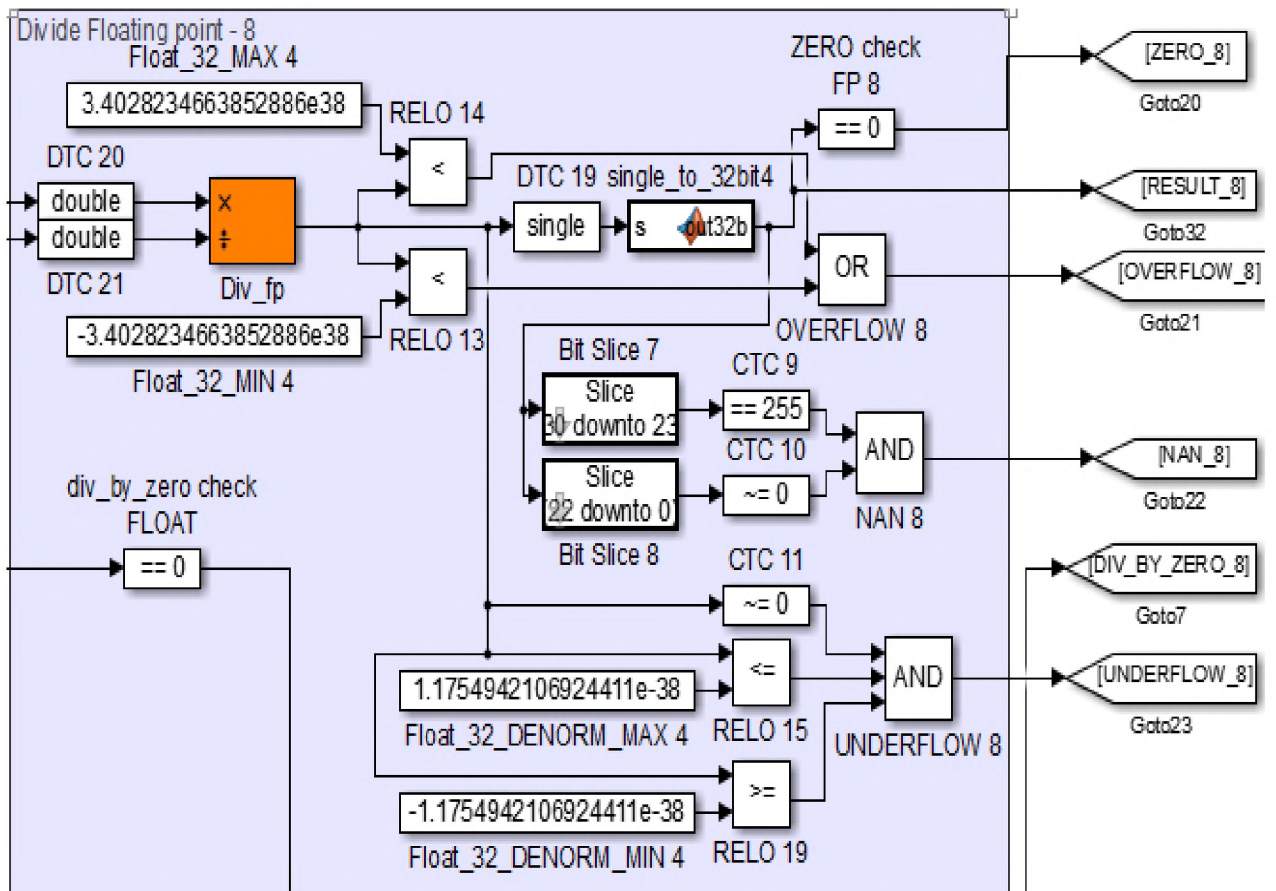 Divide Floating point - 8
Float_32_MAX 4
3.4028234663852886e38
RELO 14
<
ZERO check
FP 8
== 0
[ZERO_8]
Goto20
DTC 20
double
double
DTC 21
×
÷
Div_fp
DTC 19
single
single_to_32bit4
s
out32b
[RESULT_8]
Goto32
<
RELO 13
-3.4028234663852886e38
Float_32_MIN 4
OR
OVERFLOW 8
[OVERFLOW_8]
Goto21
Bit Slice 7
Slice
30 downto 23
CTC 9
== 255
CTC 10
~= 0
Slice
22 downto 0
Bit Slice 8
AND
NAN 8
[NAN_8]
Goto22
div_by_zero check
FLOAT
== 0
[DIV_BY_ZERO_8]
Goto7
CTC 11
~= 0
<=
1.1754942106924411e-38
Float_32_DENORM_MAX 4
RELO 15
AND
UNDERFLOW 8
[UNDERFLOW_8]
Goto23
>=
-1.1754942106924411e-38
Float_32_DENORM_MIN 4
RELO 19